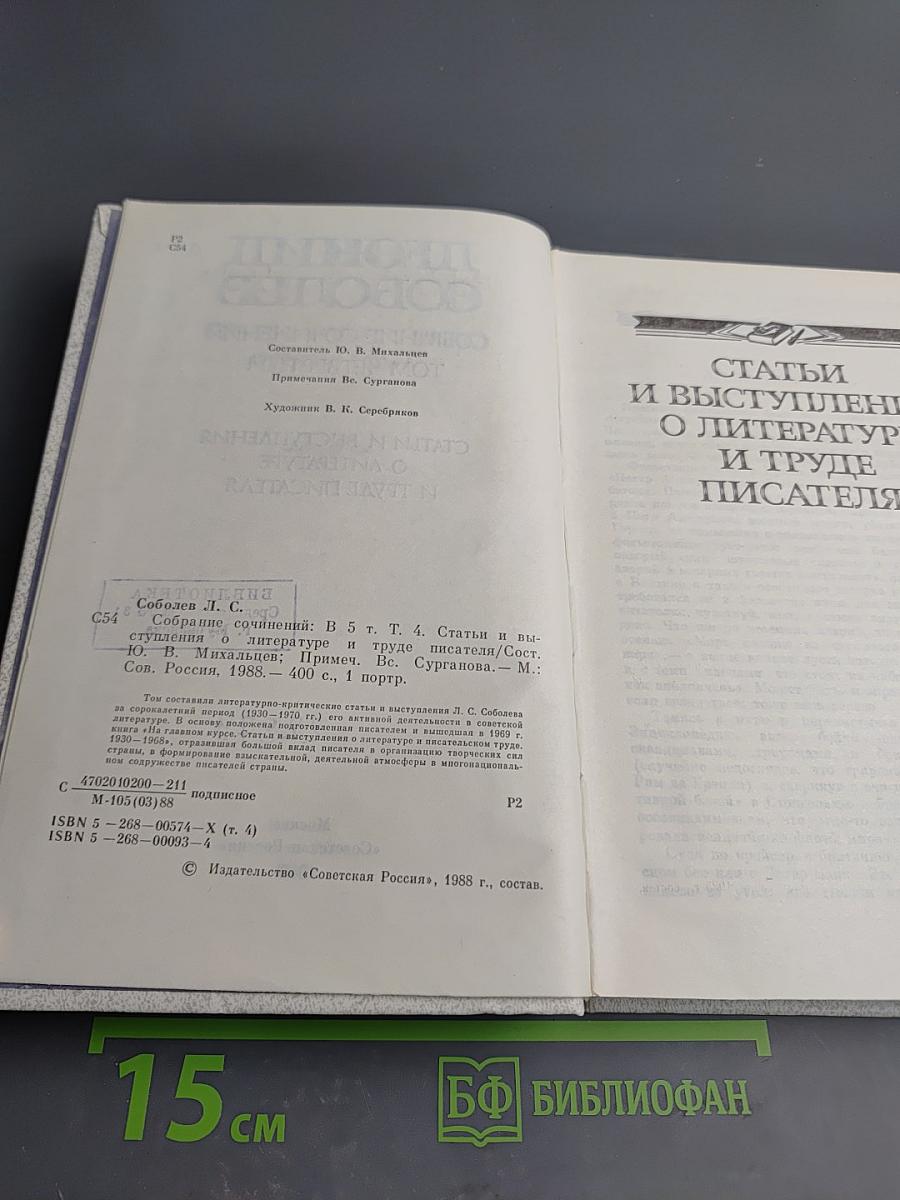 Р2
С54
Составитель Ю. В. Михальцев
Примечания Вс. Сурганова
Художник В. К. Серебряков
БИБЛИОТЕКА
Соболев Л. С.
С54 Собрание сочинений: В 5 т. Т. 4. Статьи и вы-
ступления о литературе и труде писателя/Сост.
Ю. В. Михальцев; Примеч. Вс. Сурганова.— М.:
Сов. Россия, 1988.— 400 с., 1 портр.
Том составили литературно-критические статьи и выступления Л. С. Соболева
за сорокалетний период (1930—1970 гг.) его активной деятельности в советской
литературе. В основу положена подготовленная писателем и вышедшая в 1969 г.
книга «На главном курсе. Статьи и выступления о литературе и писательском труде.
1930—1968», отразившая большой вклад писателя в организацию творческих сил
страны, в формирование взыскательной, деятельной атмосферы в многонациональ-
ном содружестве писателей страны.
С 4702010200—211
М-105(03)88 подписное
Р2
ISBN 5—268—00574—X (т. 4)
ISBN 5—268—00093—4
© Издательство «Советская Россия», 1988 г., состав.
СТАТЬИ
И ВЫСТУПЛЕНИ
О ЛИТЕРАТУР
И ТРУДЕ
ПИСАТЕЛЯ
15 см
БФ БИБЛИОФАН